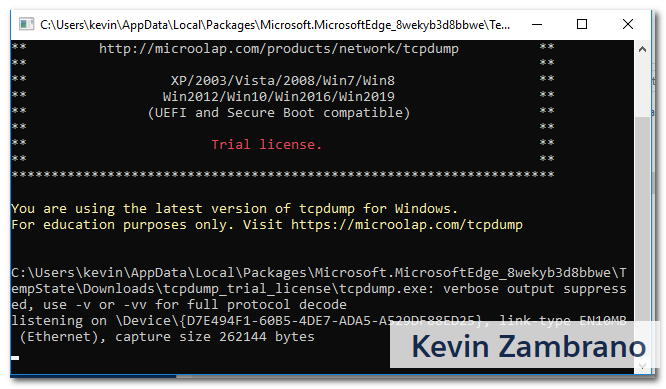 C:\Users\kevin\AppData\Local\Packages\Microsoft.MicrosoftEdge_8wekyb3d8bbwe\Te...
** http://microolap.com/products/network/tcpdump **
** **
** XP/2003/Vista/2008/Win7/Win8 **
** Win2012/Win10/Win2016/Win2019 **
** (UEFI and Secure Boot compatible) **
** **
** Trial license. **
** **
********************************************************************
You are using the latest version of tcpdump for Windows.
For education purposes only. Visit https://microolap.com/tcpdump
C:\Users\kevin\AppData\Local\Packages\Microsoft.MicrosoftEdge_8wekyb3d8bbwe\T
empState\Downloads\tcpdump_trial_license\tcpdump.exe: verbose output suppress
ed, use -v or -vv for full protocol decode
listening on \Device\{D7E494F1-60B5-4DE7-ADA5-A529DF88ED25}, link-type EN10MB
(Ethernet), capture size 262144 bytes
Kevin Zambrano